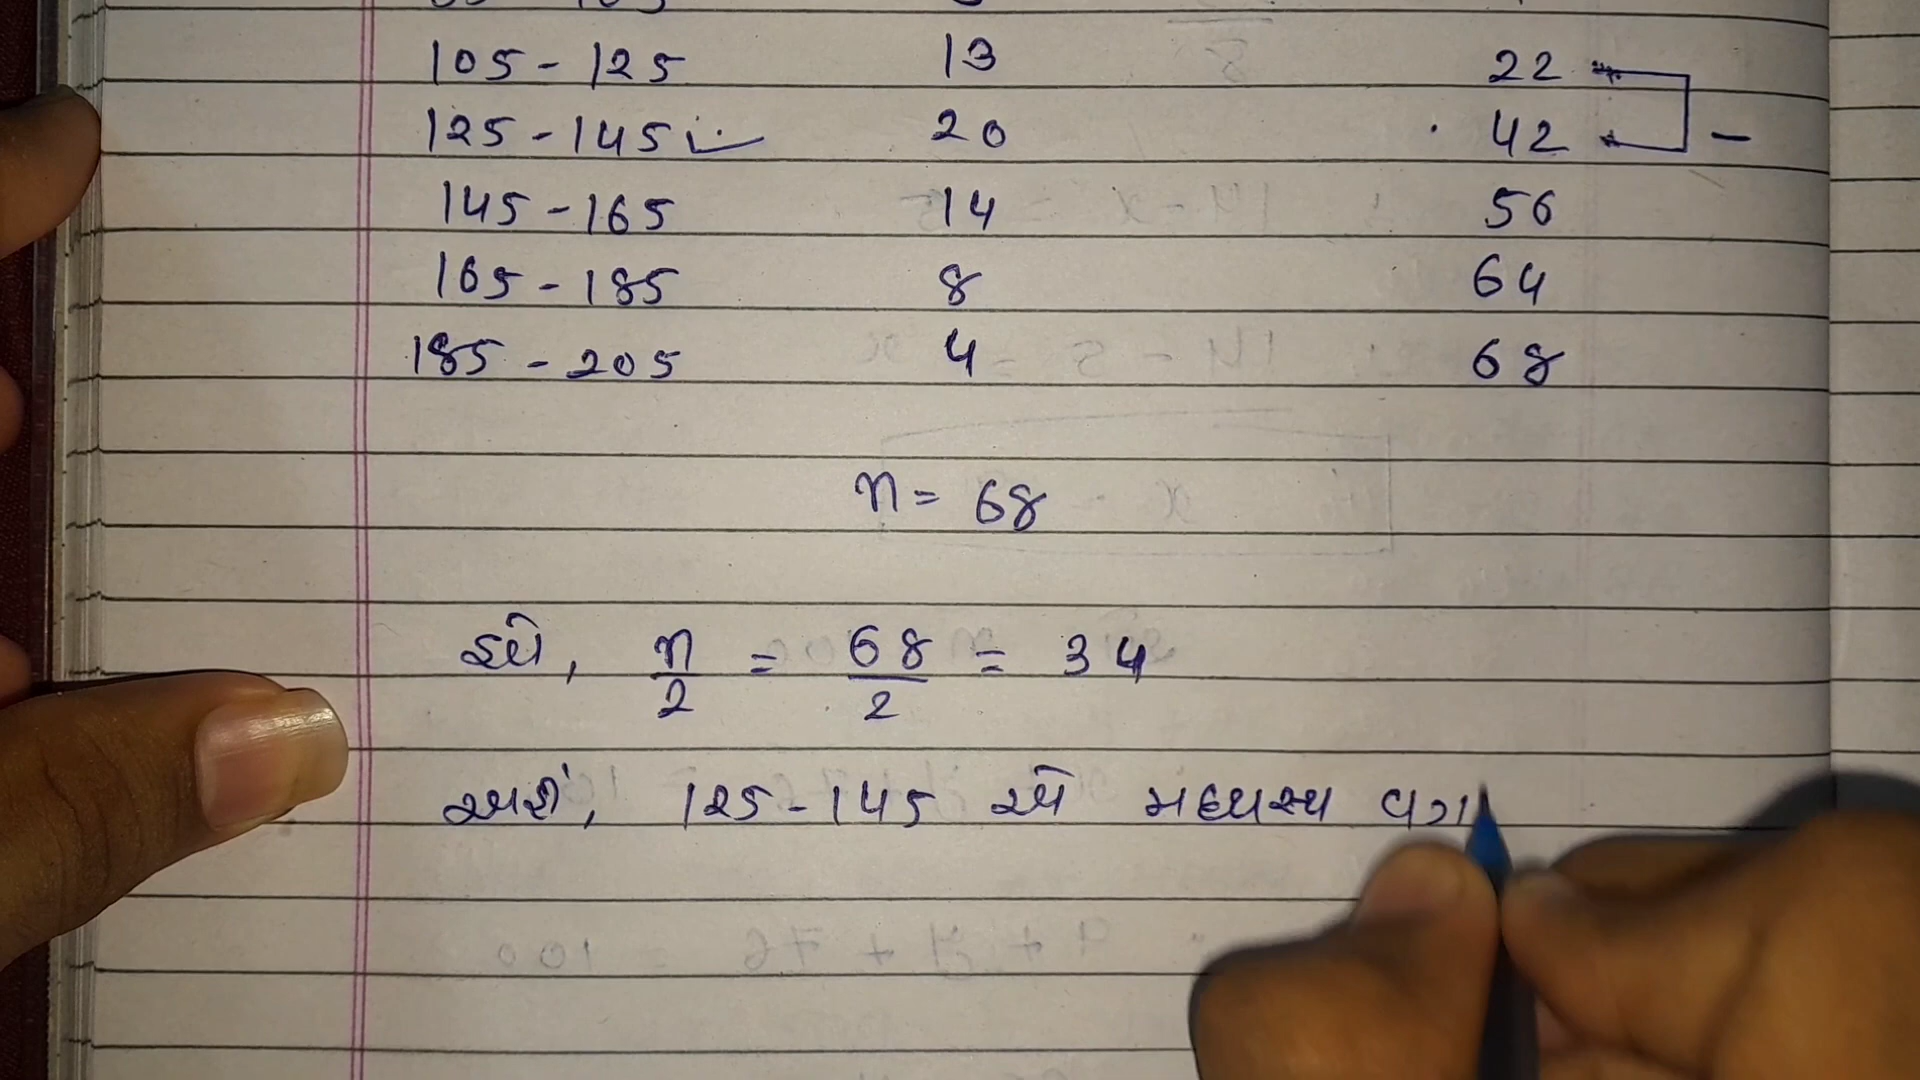 105 - 125 13 22
125 - 145 20 42 -
145 - 165 14 56
165 - 185 8 64
185 - 205 4 68
n = 68
હવે, n/2 = 68/2 = 34
અહીં, 125 - 145 એ મધ્યસ્થ વગ